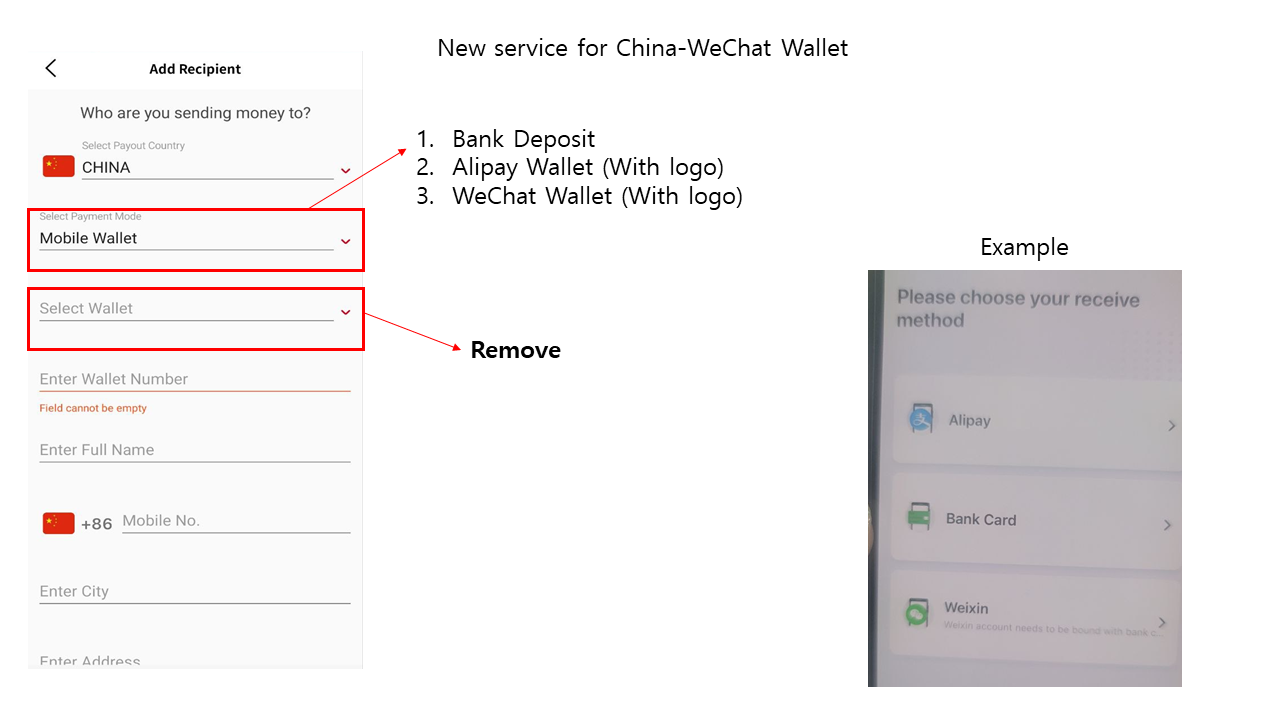 New service for China-WeChat Wallet
Add Recipient
Who are you sending money to?
Select Payout Country
CHINA
Select Payment Mode
Mobile Wallet
Select Wallet
Enter Wallet Number
Field cannot be empty
Enter Full Name
+86 Mobile No.
Enter City
Enter Address
1. Bank Deposit
2. Alipay Wallet (With logo)
3. WeChat Wallet (With logo)
Remove
Example
Please choose your receive
method
Alipay
Bank Card
Weixin
Weixin account needs to be bound with bank c...